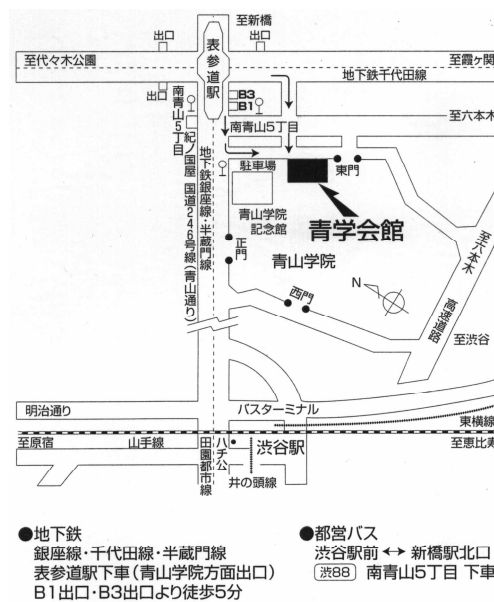 至新橋
出口
出口
表参道駅
至代々木公園
至霞ヶ関
地下鉄千代田線
出口
B3
B1
南青山5丁目
至六本木
南青山5丁目
紀ノ国屋
国道246号線(青山通り)
地下鉄銀座線・半蔵門線
駐車場
東門
青山学院
記念館
青学会館
正門
青山学院
至六本木
N
西門
高速道路
至渋谷
明治通り
バスターミナル
東横線
至原宿
山手線
田園都市線
ハチ公
渋谷駅
至恵比寿
井の頭線
●地下鉄
銀座線・千代田線・半蔵門線
表参道駅下車(青山学院方面出口)
B1出口・B3出口より徒歩5分
●都営バス
渋谷駅前↔新橋駅北口
渋88 南青山5丁目 下車